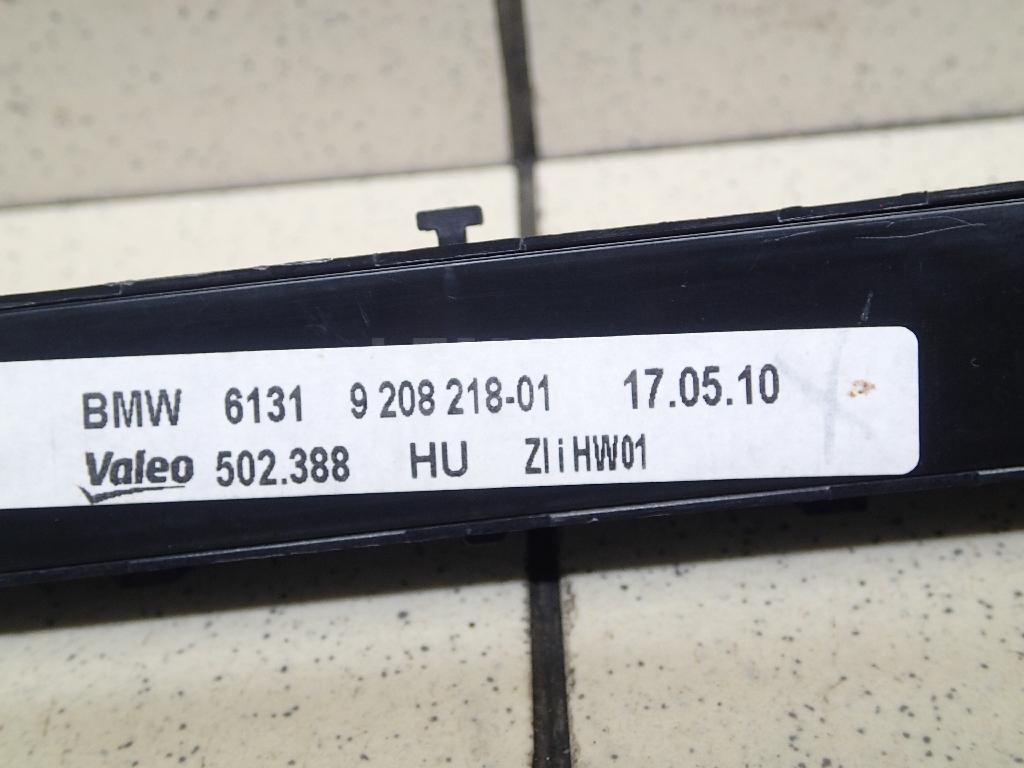 BMW 6131 9 208 218-01 17.05.10
Valeo 502.388 HU ZIiHW01